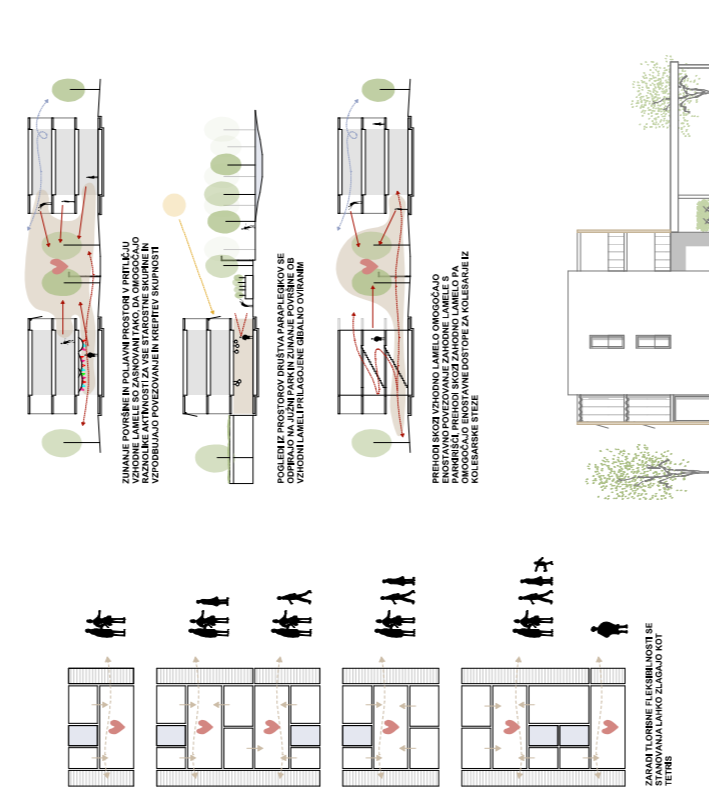 ZUNANJE POVRŠINE IN POLJAVNI PROSTORI V PRITLIČJU
VZHODNE LAMELE SO ZASNOVANI TAKO, DA OMOGOČAJO
RAZNOLIKE AKTIVNOSTI ZA VSE STAROSTNE SKUPINE IN
VZPODBUJAJO POVEZOVANJE IN KREPITEV SKUPNOSTI
POGLEDI IZ PROSTOROV DRUŠTVA PARAPLEGIKOV SE
ODPIRAJO NA JUŽNI PARK IN ZUNANJE POVRŠINE OB
VZHODNI LAMELI PRILAGOJENE GIBALNO OVIRANIM
PREHODI SKOZI VZHODNO LAMELO OMOGOČAJO
ENOSTAVNO POVEZOVANJE ZAHODNE LAMELE S
PARKIRIŠČI, PREHODI SKOZI ZAHODNO LAMELO PA
OMOGOČAJO ENOSTAVNE DOSTOPE ZA KOLESARJE IZ
KOLESARSKE STEZE
ZARADI TLORISNE FLEKSIBILNOSTI SE
STANOVANJA LAHKO ZLAGAJO KOT
TETRIS